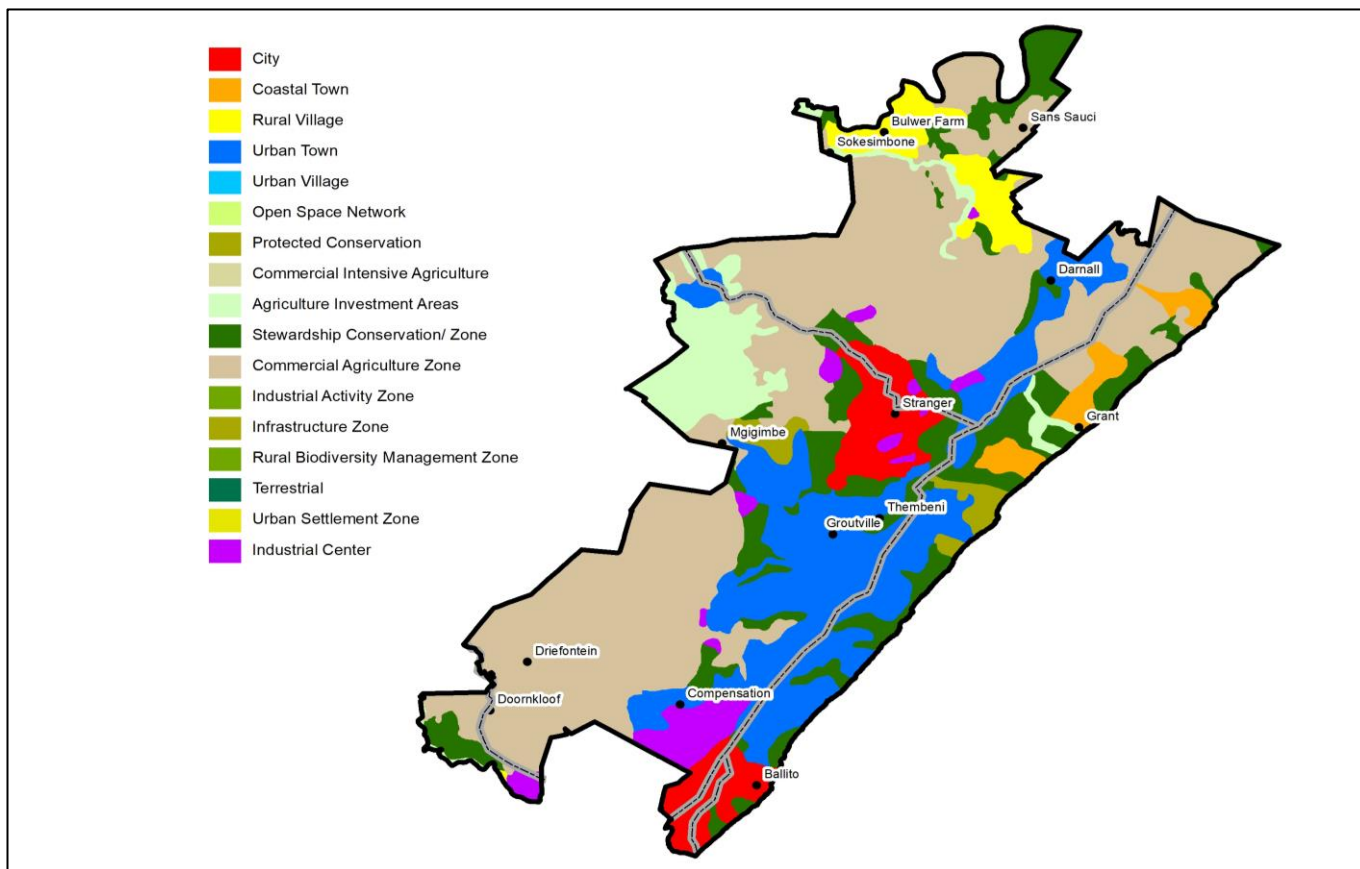 City
Coastal Town
Rural Village
Urban Town
Urban Village
Open Space Network
Protected Conservation
Commercial Intensive Agriculture
Agriculture Investment Areas
Stewardship Conservation/ Zone
Commercial Agriculture Zone
Industrial Activity Zone
Infrastructure Zone
Rural Biodiversity Management Zone
Terrestrial
Urban Settlement Zone
Industrial Center
Bulwer Farm
Sans Sauci
Sokesimbone
Darnall
Stranger
Grant
Mgigimbe
Thembeni
Groutville
Driefontein
Doornkloof
Compensation
Ballito